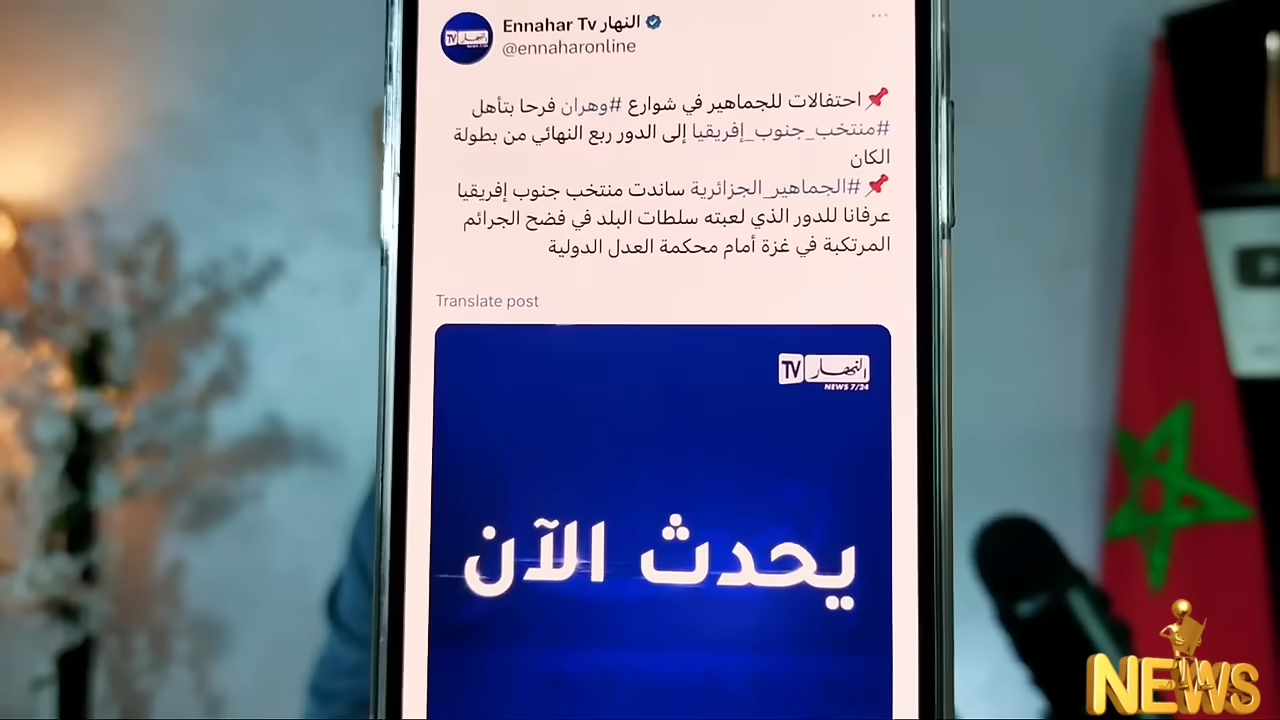 Ennahar Tv النهار
@ennaharonline
📌 احتفالات للجماهير في شوارع #وهران فرحا بتأهل
#منتخب_جنوب_إفريقيا إلى الدور ربع النهائي من بطولة
الكان
📌 #الجماهير_الجزائرية ساندت منتخب جنوب إفريقيا
عرفانا للدور الذي لعبته سلطات البلد في فضح الجرائم
المرتكبة في غزة أمام محكمة العدل الدولية
Translate post
TV النهار
NEWS 7/24
يحدث الآن
NEWS